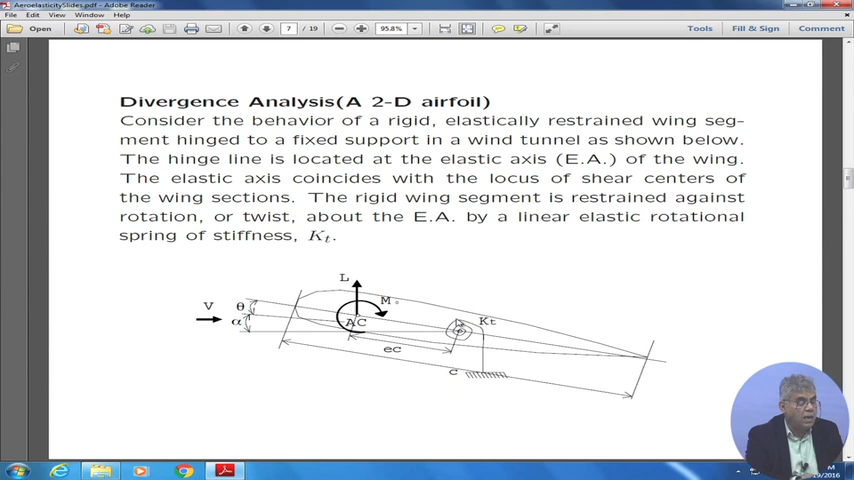 AeroelasticitySlides.pdf - Adobe Reader
File Edit View Window Help
Open 7 / 19 95.8% Tools Fill & Sign Comment
Divergence Analysis(A 2-D airfoil)
Consider the behavior of a rigid, elastically restrained wing seg-
ment hinged to a fixed support in a wind tunnel as shown below.
The hinge line is located at the elastic axis (E.A.) of the wing.
The elastic axis coincides with the locus of shear centers of
the wing sections. The rigid wing segment is restrained against
rotation, or twist, about the E.A. by a linear elastic rotational
spring of stiffness, Kt.
L
M
V θ
α AC Kt
ec
c